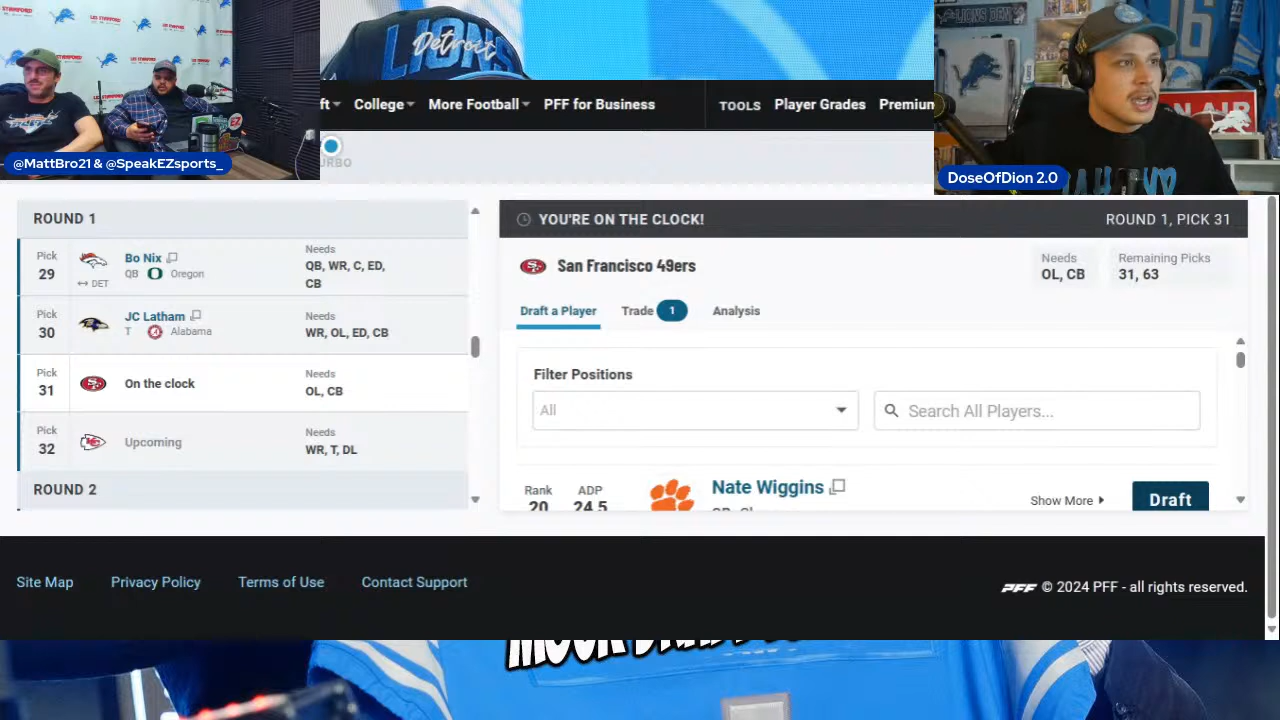 LIONS
Detroit
@MattBro21 & @SpeakEZsports_
DoseOfDion 2.0
College
More Football
PFF for Business
TOOLS
Player Grades
Premium
ROUND 1
Pick
29
Bo Nix
QB
Oregon
DET
Needs
QB, WR, C, ED,
CB
Pick
30
JC Latham
T
Alabama
Needs
WR, OL, ED, CB
Pick
31
On the clock
Needs
OL, CB
Pick
32
Upcoming
Needs
WR, T, DL
ROUND 2
YOU'RE ON THE CLOCK!
ROUND 1, PICK 31
San Francisco 49ers
Needs
OL, CB
Remaining Picks
31, 63
Draft a Player
Trade
1
Analysis
Filter Positions
All
Search All Players...
Rank
20
ADP
24.5
Nate Wiggins
Show More
Draft
Site Map
Privacy Policy
Terms of Use
Contact Support
PFF © 2024 PFF - all rights reserved.